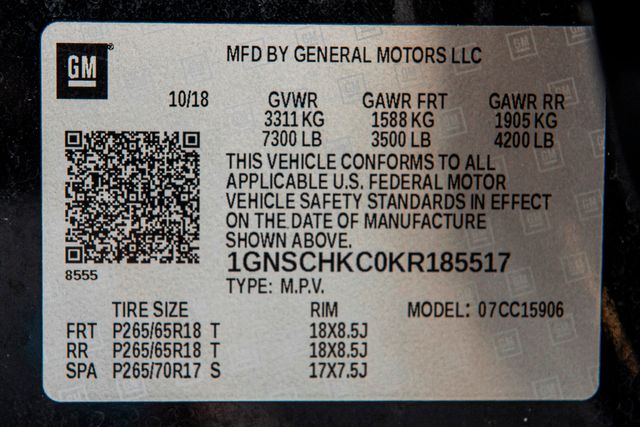 GM
MFD BY GENERAL MOTORS LLC
10/18 GVWR GAWR FRT GAWR RR
3311 KG 1588 KG 1905 KG
7300 LB 3500 LB 4200 LB
THIS VEHICLE CONFORMS TO ALL
APPLICABLE U.S. FEDERAL MOTOR
VEHICLE SAFETY STANDARDS IN EFFECT
ON THE DATE OF MANUFACTURE
SHOWN ABOVE.
8555
1GNSCHKC0KR185517
TYPE: M.P.V.
TIRE SIZE RIM MODEL: 07CC15906
FRT P265/65R18 T 18X8.5J
RR P265/65R18 T 18X8.5J
SPA P265/70R17 S 17X7.5J